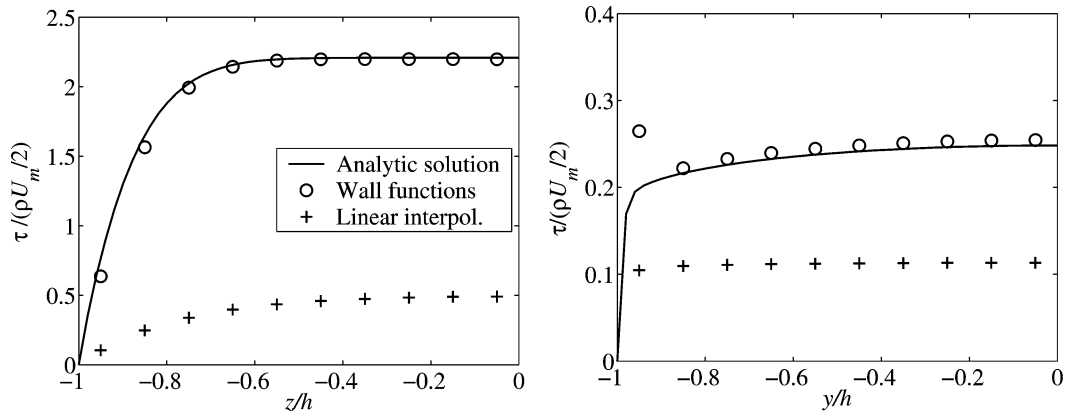 2.5
2
1.5
1
0.5
0
τ/(ρU_m/2)
Analytic solution
Wall functions
Linear interpol.
−1 −0.8 −0.6 −0.4 −0.2 0
z/h
0.4
0.3
0.2
0.1
0
τ/(ρU_m/2)
−1 −0.8 −0.6 −0.4 −0.2 0
y/h